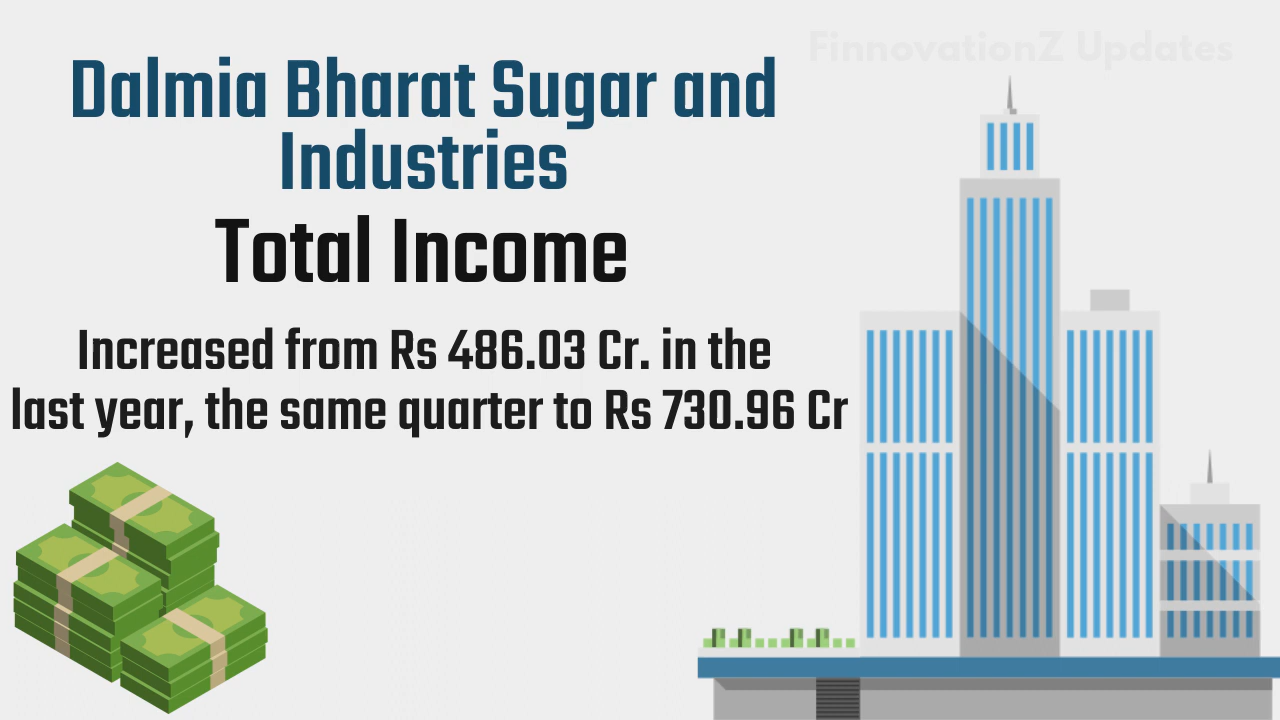 FinnovationZ Updates
Dalmia Bharat Sugar and
Industries
Total Income
Increased from Rs 486.03 Cr. in the
last year, the same quarter to Rs 730.96 Cr